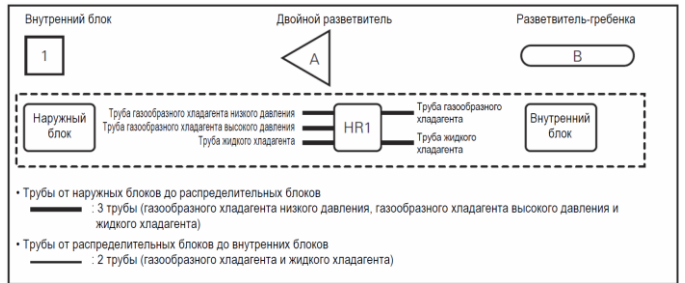 Внутренний блок
Двойной разветвитель
Разветвитель-гребенка
1
A
B
Наружный
блок
Труба газообразного хладагента низкого давления
Труба газообразного хладагента высокого давления
Труба жидкого хладагента
HR1
Труба газообразного
хладагента
Труба жидкого
хладагента
Внутренний
блок
• Трубы от наружных блоков до распределительных блоков
: 3 трубы (газообразного хладагента низкого давления, газообразного хладагента высокого давления и
жидкого хладагента)
• Трубы от распределительных блоков до внутренних блоков
: 2 трубы (газообразного хладагента и жидкого хладагента)